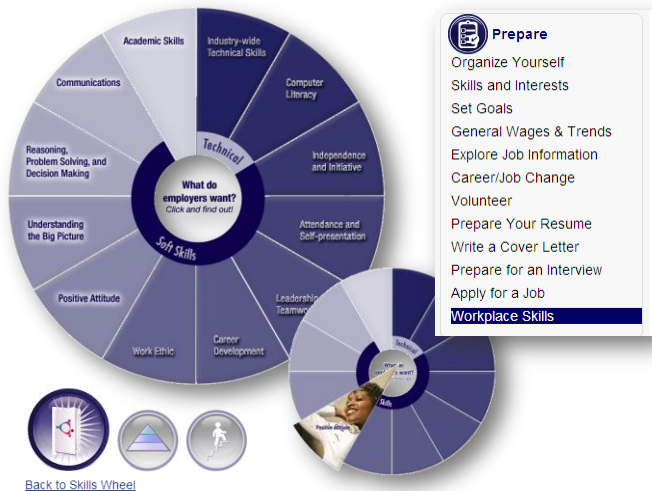 Academic Skills
Industry-wide
Technical Skills
Communications
Computer
Literacy
Reasoning,
Problem Solving, and
Decision Making
Technical
Independence
and Initiative
What do
employers want?
Click and find out!
Understanding
the Big Picture
Attendance and
Self-presentation
Soft Skills
Positive Attitude
Leadership
Teamwo
Work Ethic
Career
Development
Prepare
Organize Yourself
Skills and Interests
Set Goals
General Wages & Trends
Explore Job Information
Career/Job Change
Volunteer
Prepare Your Resume
Write a Cover Letter
Prepare for an Interview
Apply for a Job
Workplace Skills
Technical
Skills
Positive Attitude
Back to Skills Wheel